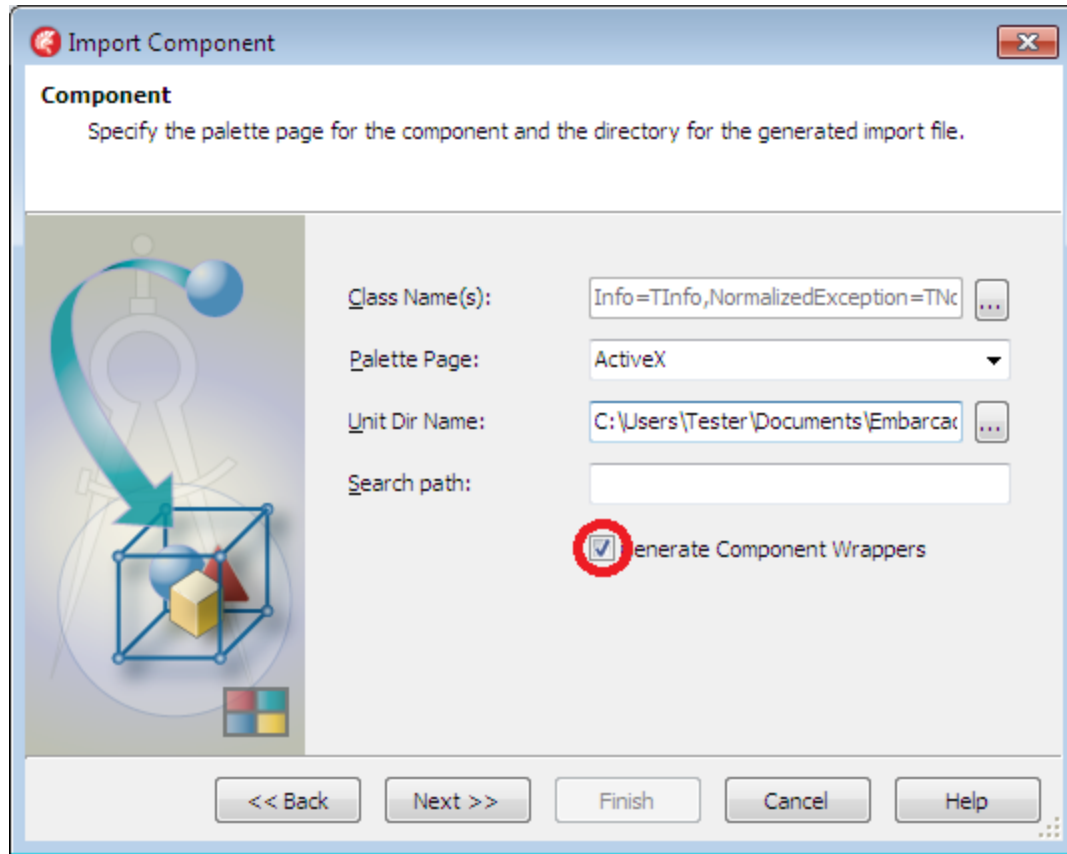 Import Component
Component
Specify the palette page for the component and the directory for the generated import file.
Class Name(s):
Info=TInfo,NormalizedException=TNo
...
Palette Page:
ActiveX
Unit Dir Name:
C:\Users\Tester\Documents\Embarcad
...
Search path:
enerate Component Wrappers
<< Back
Next >>
Finish
Cancel
Help